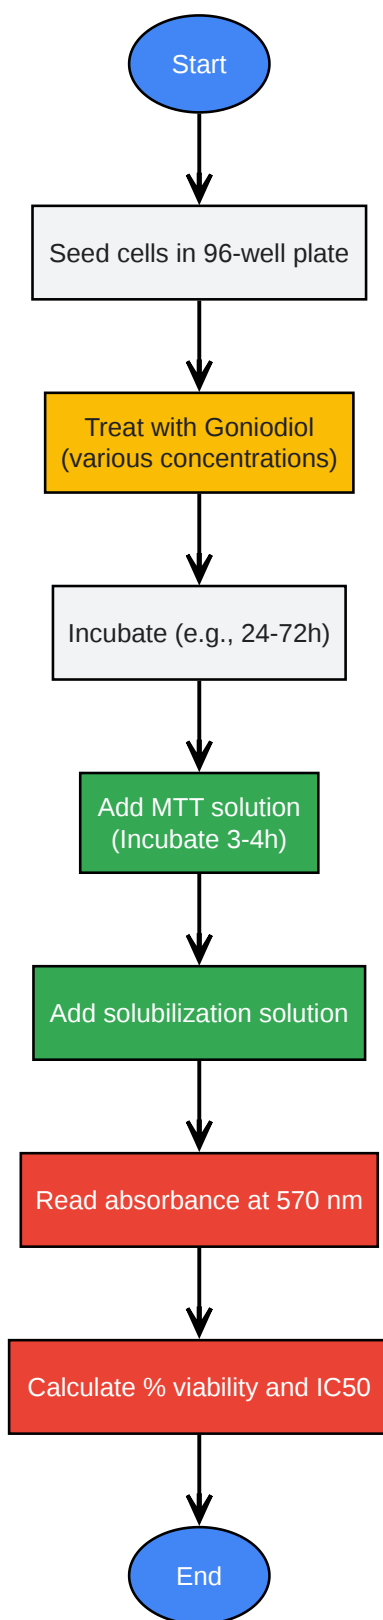 Start
Seed cells in 96-well plate
Treat with Goniodiol
(various concentrations)
Incubate (e.g., 24-72h)
Add MTT solution
(Incubate 3-4h)
Add solubilization solution
Read absorbance at 570 nm
Calculate % viability and IC50
End